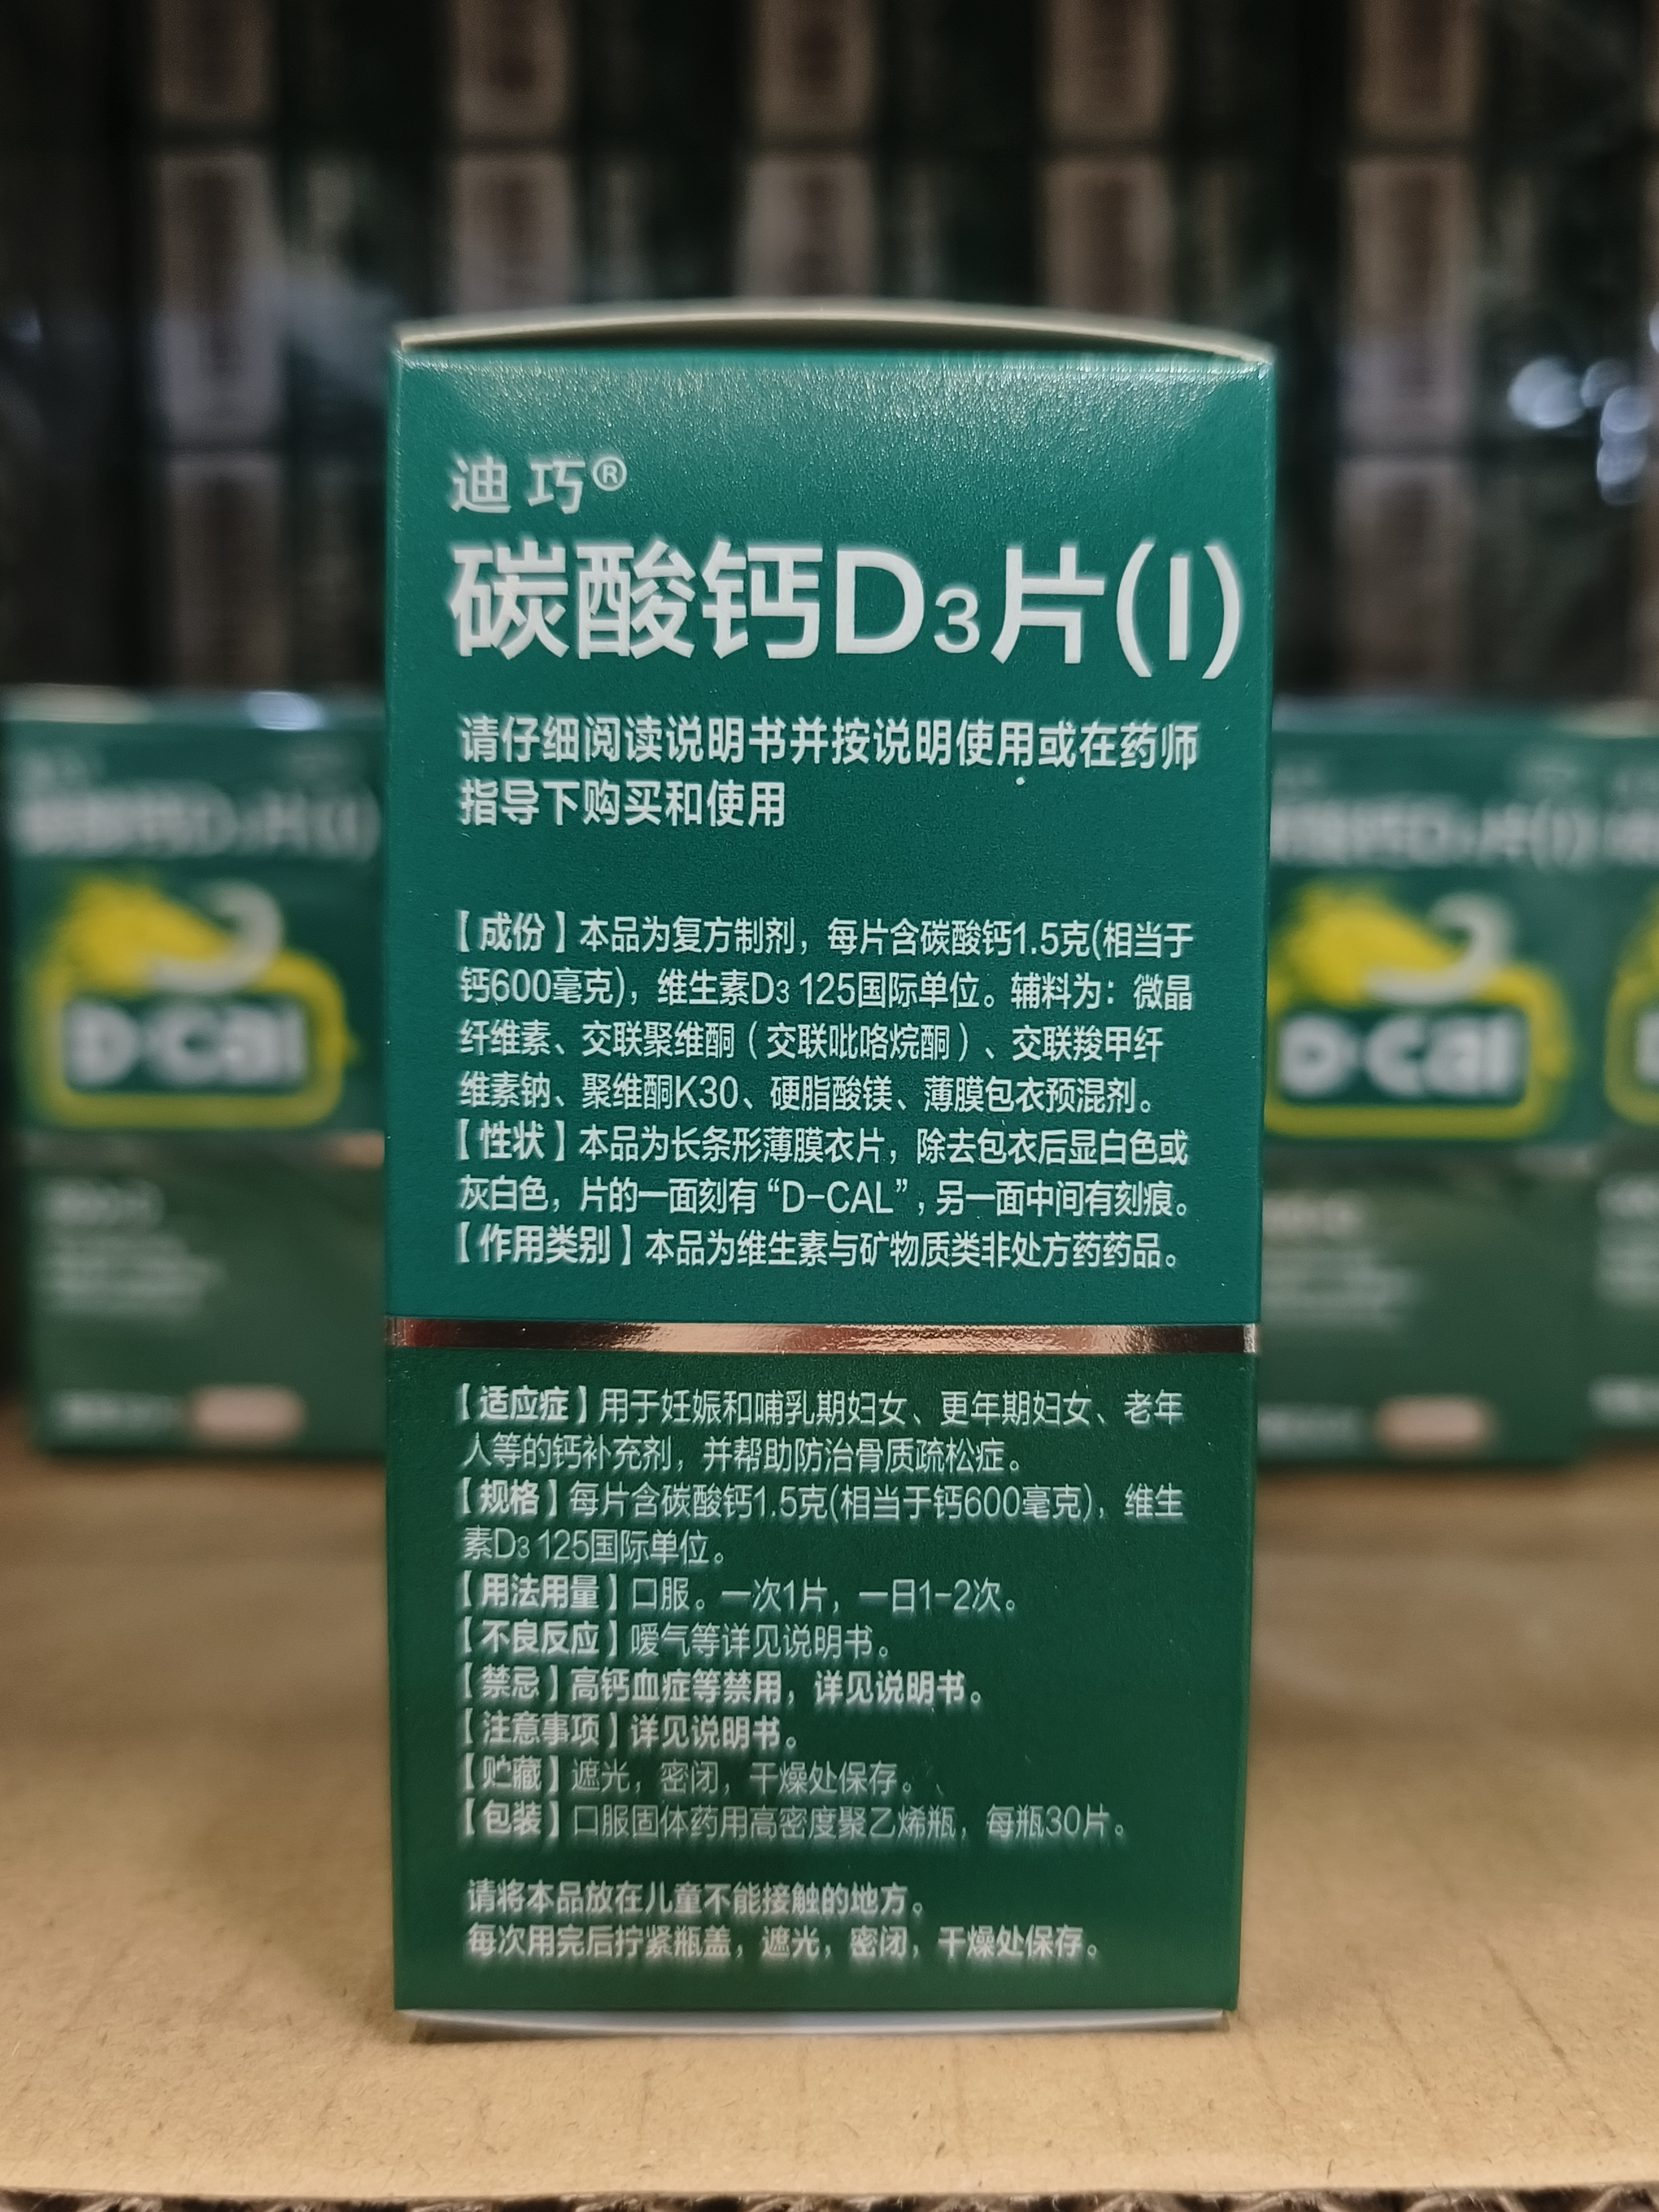 迪巧®
碳酸钙D3片(I)
请仔细阅读说明书并按说明使用或在药师
指导下购买和使用
【成份】本品为复方制剂，每片含碳酸钙1.5克(相当于
钙600毫克)，维生素D3 125国际单位。辅料为：微晶
纤维素、交联聚维酮（交联吡咯烷酮）、交联羧甲纤
维素钠、聚维酮K30、硬脂酸镁、薄膜包衣预混剂。
【性状】本品为长条形薄膜衣片，除去包衣后显白色或
灰白色，片的一面刻有“D-CAL”，另一面中间有刻痕。
【作用类别】本品为维生素与矿物质类非处方药药品。
【适应症】用于妊娠和哺乳期妇女、更年期妇女、老年
人等的钙补充剂，并帮助防治骨质疏松症。
【规格】每片含碳酸钙1.5克(相当于钙600毫克)，维生
素D3 125国际单位。
【用法用量】口服。一次1片，一日1-2次。
【不良反应】嗳气等详见说明书。
【禁忌】高钙血症等禁用，详见说明书。
【注意事项】详见说明书。
【贮藏】遮光，密闭，干燥处保存。
【包装】口服固体药用高密度聚乙烯瓶，每瓶30片。
请将本品放在儿童不能接触的地方。
每次用完后拧紧瓶盖，遮光，密闭，干燥处保存。
D-Cal
D-Cal